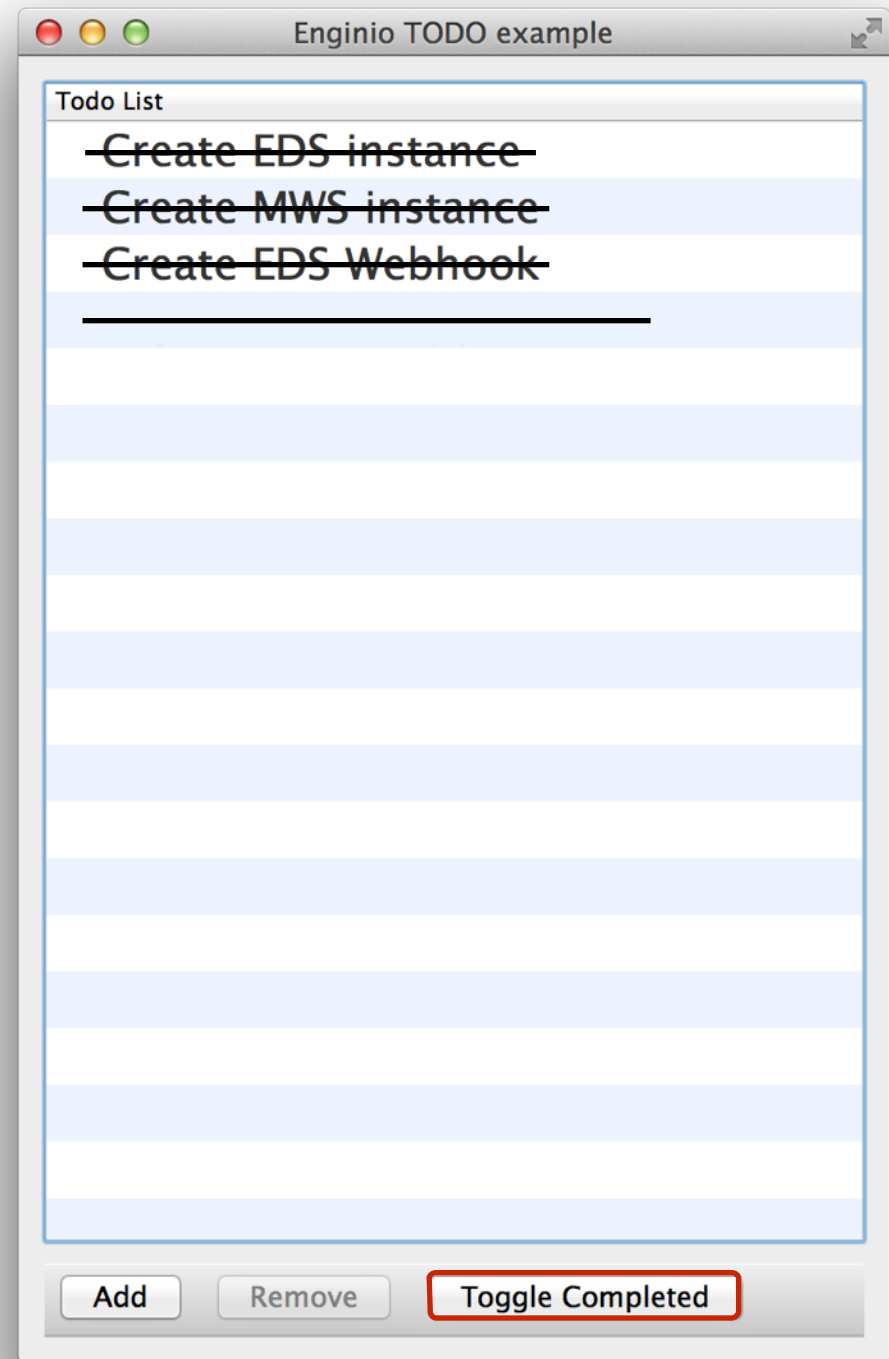 Enginio TODO example
Todo List
Create EDS instance
Create MWS instance
Create EDS Webhook
Add
Remove
Toggle Completed